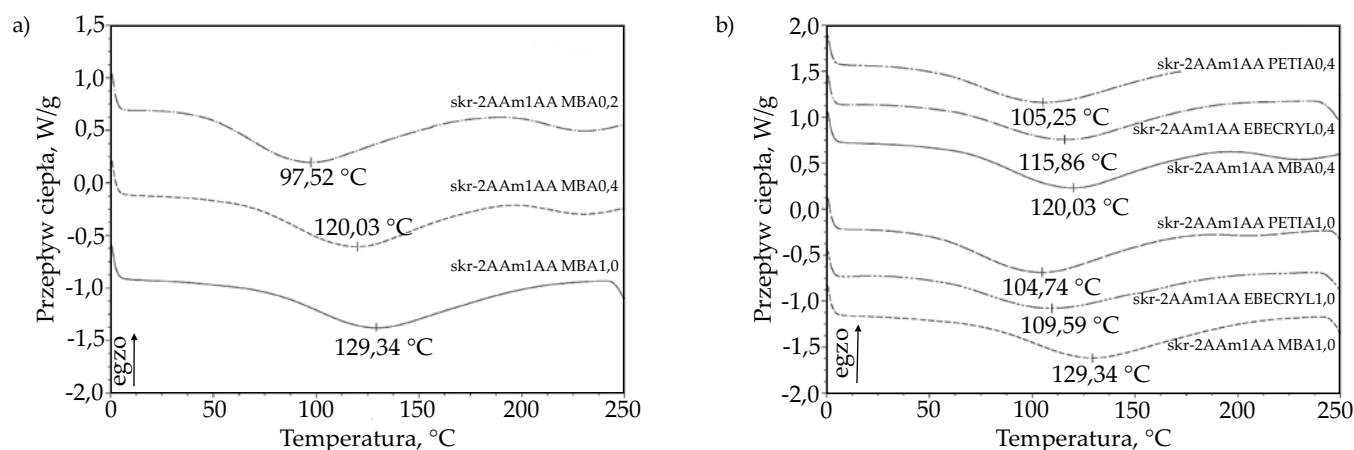 a)
1,5
1,0
0,5
0,0
-0,5
-1,0
-1,5
-2,0
Przepływ ciepła, W/g
egzo
skr-2AAm1AA MBA0,2
97,52 °C
skr-2AAm1AA MBA0,4
120,03 °C
skr-2AAm1AA MBA1,0
129,34 °C
0 50 100 150 200 250
Temperatura, °C
b)
2,0
1,5
1,0
0,5
0,0
-0,5
-1,0
-1,5
-2,0
Przepływ ciepła, W/g
egzo
skr-2AAm1AA PETIA0,4
105,25 °C
skr-2AAm1AA EBECRYL0,4
115,86 °C
skr-2AAm1AA MBA0,4
120,03 °C
skr-2AAm1AA PETIA1,0
104,74 °C
skr-2AAm1AA EBECRYL1,0
109,59 °C
skr-2AAm1AA MBA1,0
129,34 °C
0 50 100 150 200 250
Temperatura, °C